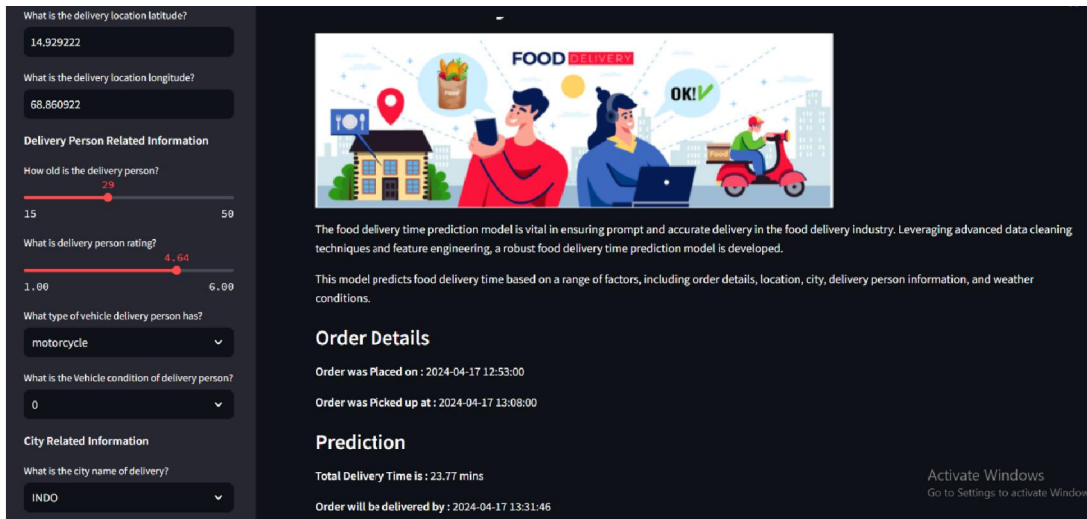 What is the delivery location latitude?
14.929222
What is the delivery location longitude?
68.860922
Delivery Person Related Information
How old is the delivery person?
29
15 50
What is delivery person rating?
4.64
1.00 6.00
What type of vehicle delivery person has?
motorcycle
What is the Vehicle condition of delivery person?
0
City Related Information
What is the city name of delivery?
INDO
FOOD DELIVERY
Food
OK!
Food
The food delivery time prediction model is vital in ensuring prompt and accurate delivery in the food delivery industry. Leveraging advanced data cleaning
techniques and feature engineering, a robust food delivery time prediction model is developed.
This model predicts food delivery time based on a range of factors, including order details, location, city, delivery person information, and weather
conditions.
Order Details
Order was Placed on : 2024-04-17 12:53:00
Order was Picked up at : 2024-04-17 13:08:00
Prediction
Total Delivery Time is : 23.77 mins
Order will be delivered by : 2024-04-17 13:31:46
Activate Windows
Go to Settings to activate Window